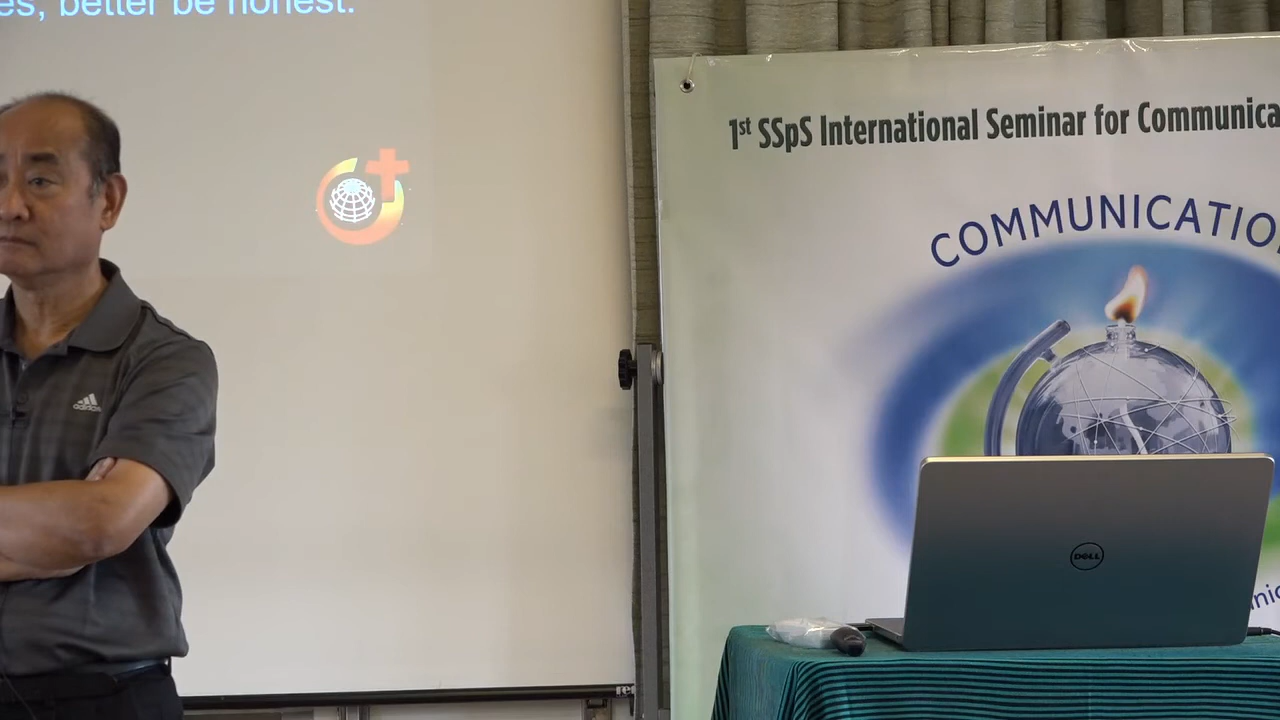 es, better be honest.
1st SSpS International Seminar for Communica
COMMUNICATIO
adidas
DELL